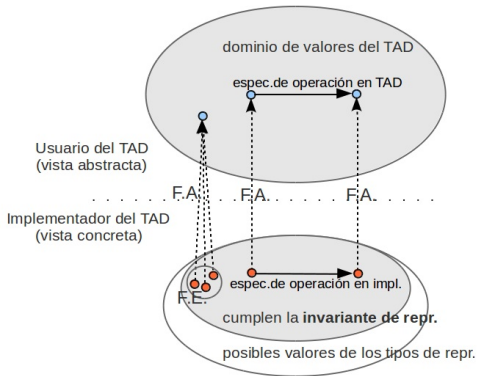 dominio de valores del TAD
espec.de operación en TAD
Usuario del TAD
(vista abstracta)
F.A. F.A. F.A.
Implementador del TAD
(vista concreta)
espec.de operación en impl.
F.E.
cumplen la invariante de repr.
posibles valores de los tipos de repr.